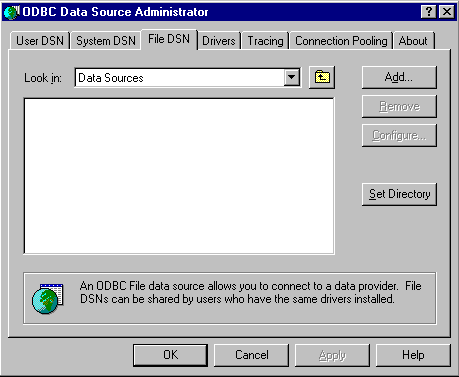 ODBC Data Source Administrator
User DSN System DSN File DSN Drivers Tracing Connection Pooling About
Look in: Data Sources Add...
Remove
Configure...
Set Directory
An ODBC File data source allows you to connect to a data provider. File
DSNs can be shared by users who have the same drivers installed.
OK Cancel Apply Help